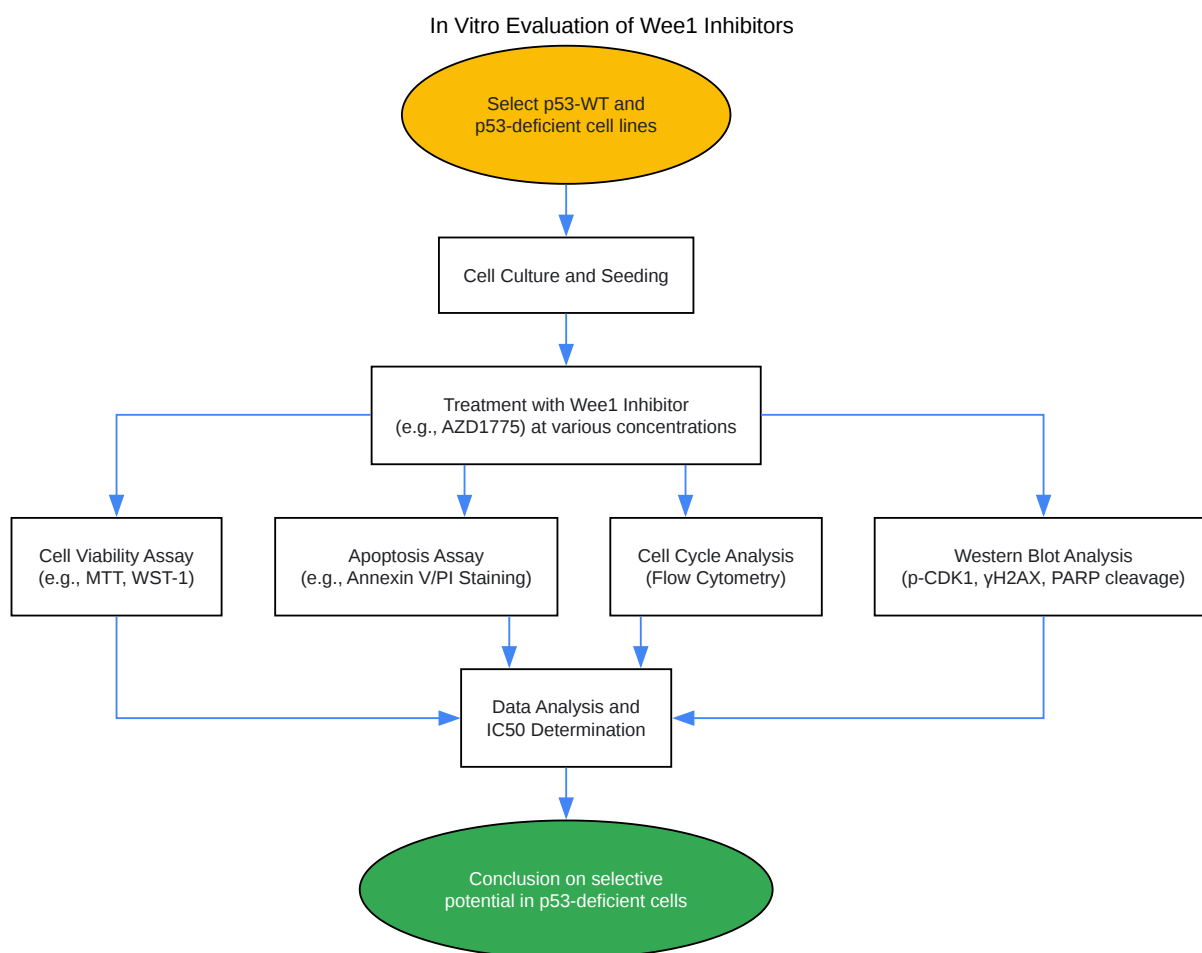 In Vitro Evaluation of Wee1 Inhibitors
Select p53-WT and
p53-deficient cell lines
Cell Culture and Seeding
Treatment with Wee1 Inhibitor
(e.g., AZD1775) at various concentrations
Cell Viability Assay
(e.g., MTT, WST-1)
Apoptosis Assay
(e.g., Annexin V/PI Staining)
Cell Cycle Analysis
(Flow Cytometry)
Western Blot Analysis
(p-CDK1, γH2AX, PARP cleavage)
Data Analysis and
IC50 Determination
Conclusion on selective
potential in p53-deficient cells